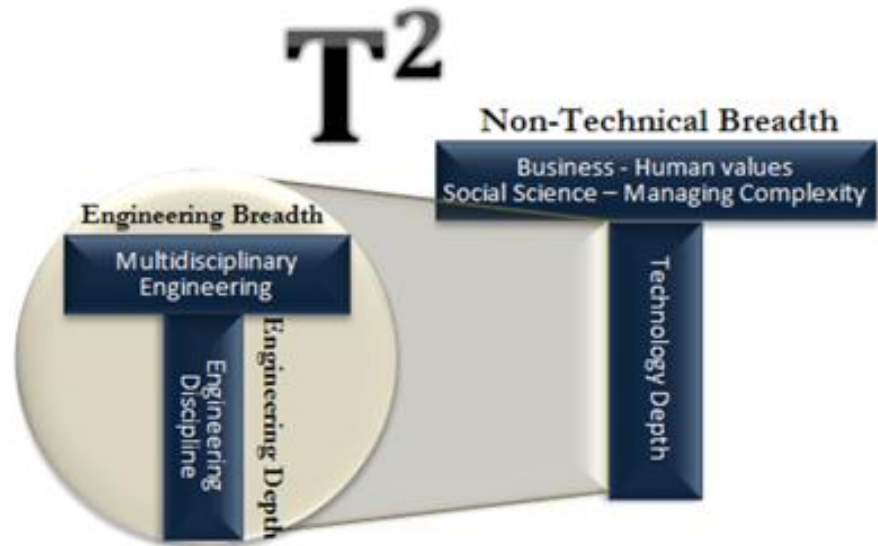 T²
Non-Technical Breadth
Business - Human values
Social Science – Managing Complexity
Technology Depth
Engineering Breadth
Multidisciplinary
Engineering
Engineering
Discipline
Engineering Depth